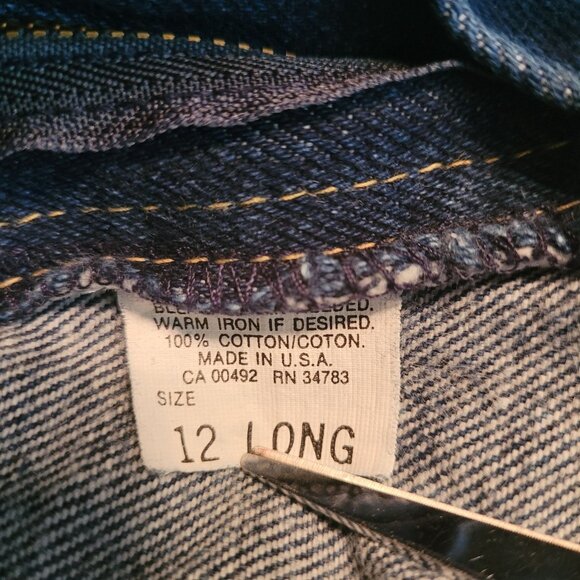 WARM IRON IF DESIRED.
100% COTTON/COTON.
MADE IN U.S.A.
CA 00492 RN 34783
SIZE
12 LONG